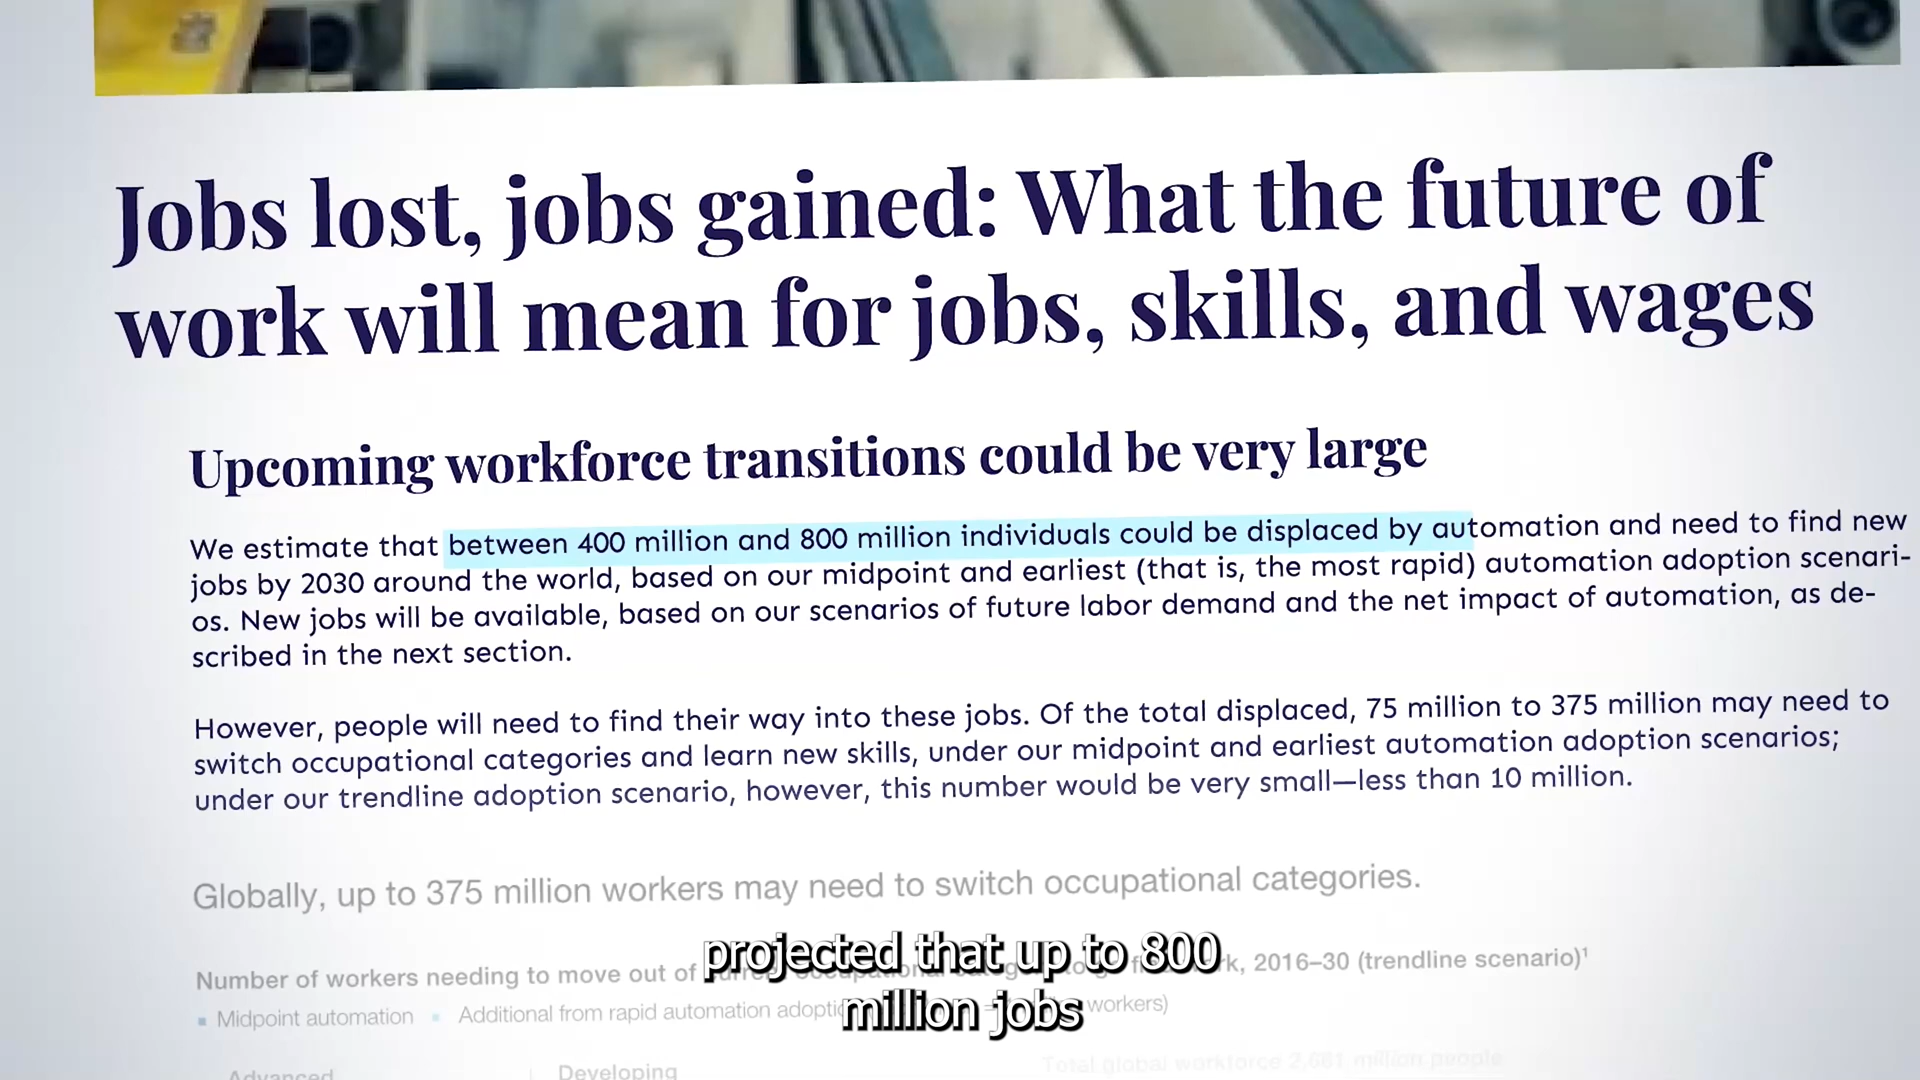 Jobs lost, jobs gained: What the future of
work will mean for jobs, skills, and wages
Upcoming workforce transitions could be very large
We estimate that between 400 million and 800 million individuals could be displaced by automation and need to find new
jobs by 2030 around the world, based on our midpoint and earliest (that is, the most rapid) automation adoption scenari-
os. New jobs will be available, based on our scenarios of future labor demand and the net impact of automation, as de-
scribed in the next section.
However, people will need to find their way into these jobs. Of the total displaced, 75 million to 375 million may need to
switch occupational categories and learn new skills, under our midpoint and earliest automation adoption scenarios;
under our trendline adoption scenario, however, this number would be very small—less than 10 million.
Globally, up to 375 million workers may need to switch occupational categories.
Number of workers needing to move out of 2016–30 (trendline scenario)¹
Midpoint automation Additional from rapid automation workers)
projected that up to 800
million jobs
Advanced Developing Total global workforce 2,661 million people